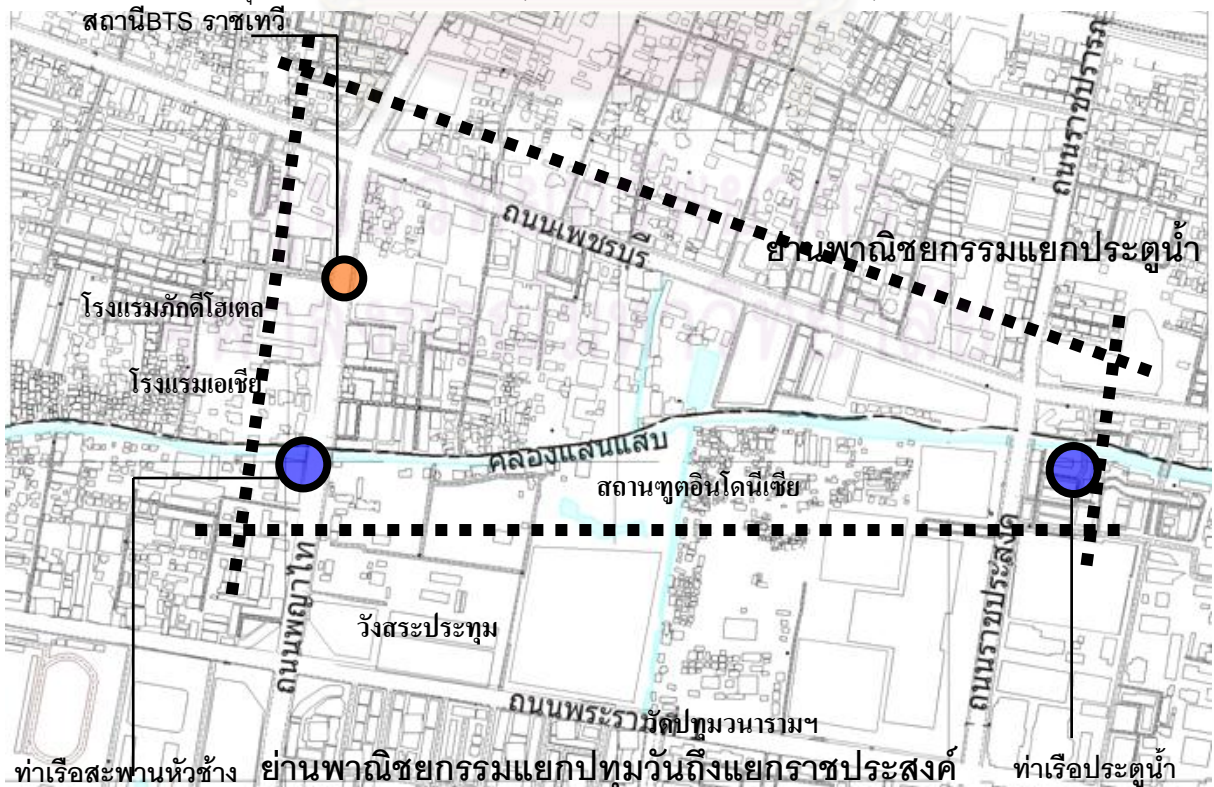 สถานีBTS ราชเทวี
ถนนราชปรารภ
ถนนเพชรบุรี
ย่านพาณิชยกรรมแยกประตูน้ำ
โรงแรมภักดีโฮเตล
โรงแรมเอเชีย
คลองแสนแสบ
สถานฑูตอินโดนีเซีย
ถนนพญาไท
ถนนราชประสงค์
วังสระประทุม
ถนนพระราม
วัดปทุมวนารามฯ
ท่าเรือสะพานหัวช้าง
ย่านพาณิชยกรรมแยกปทุมวันถึงแยกราชประสงค์
ท่าเรือประตูน้ำ